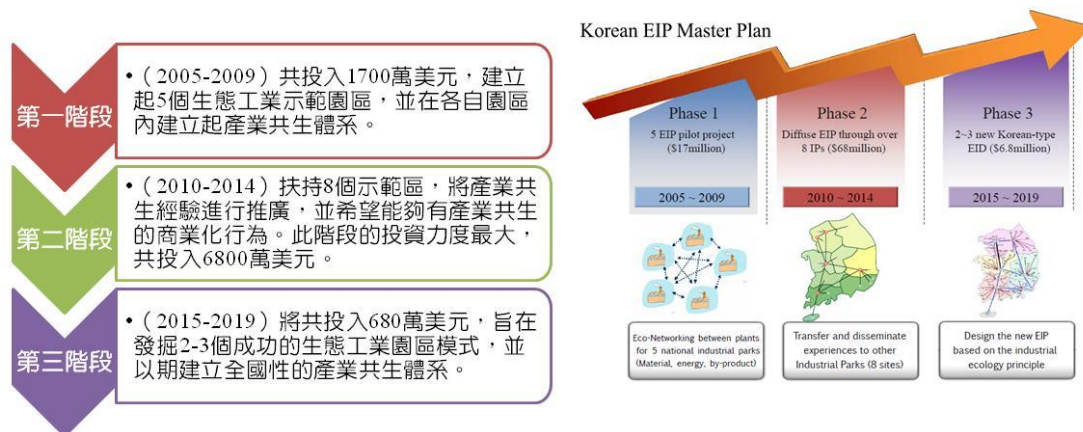 第一階段
•（2005-2009）共投入1700萬美元，建立
起5個生態工業示範園區，並在各自園區
內建立起產業共生體系。
第二階段
•（2010-2014）扶持8個示範區，將產業共
生經驗進行推廣，並希望能夠有產業共生
的商業化行為。此階段的投資力度最大，
共投入6800萬美元。
第三階段
•（2015-2019）將共投入680萬美元，旨在
發掘2-3個成功的生態工業園區模式，並
以期建立全國性的產業共生體系。
Korean EIP Master Plan
Phase 1
5 EIP pilot project
($17million)
2005 ~ 2009
Eco-Networking between plants
for 5 national industrial parks
(Material, energy, by-product)
Phase 2
Diffuse EIP through over
8 IPs ($68million)
2010 ~ 2014
Transfer and disseminate
experiences to other
Industrial Parks (8 sites)
Phase 3
2~3 new Korean-type
EID ($6.8million)
2015 ~ 2019
Design the new EIP
based on the industrial
ecology principle